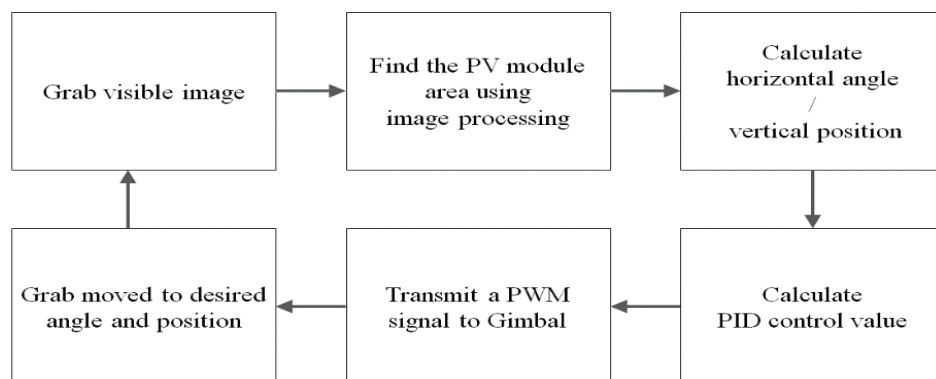 Grab visible image
Find the PV module
area using
image processing
Calculate
horizontal angle
/
vertical position
Grab moved to desired
angle and position
Transmit a PWM
signal to Gimbal
Calculate
PID control value